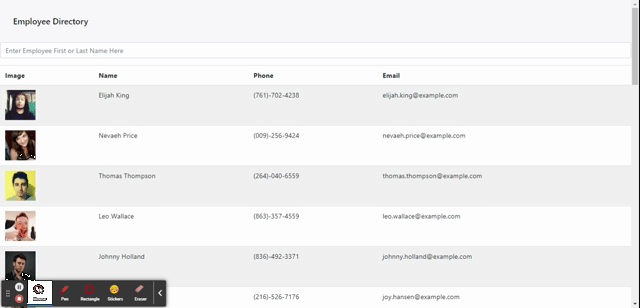 Employee Directory
Enter Employee First or Last Name Here
Image Name Phone Email
Elijah King (761)-702-4238 elijah.king@example.com
Nevaeh Price (009)-256-9424 nevaeh.price@example.com
Thomas Thompson (264)-040-6559 thomas.thompson@example.com
Leo Wallace (863)-357-4559 leo.wallace@example.com
Johnny Holland (836)-492-3371 johnny.holland@example.com
(216)-526-7176 joy.hansen@example.com
Pen Rectangle Stickers Eraser